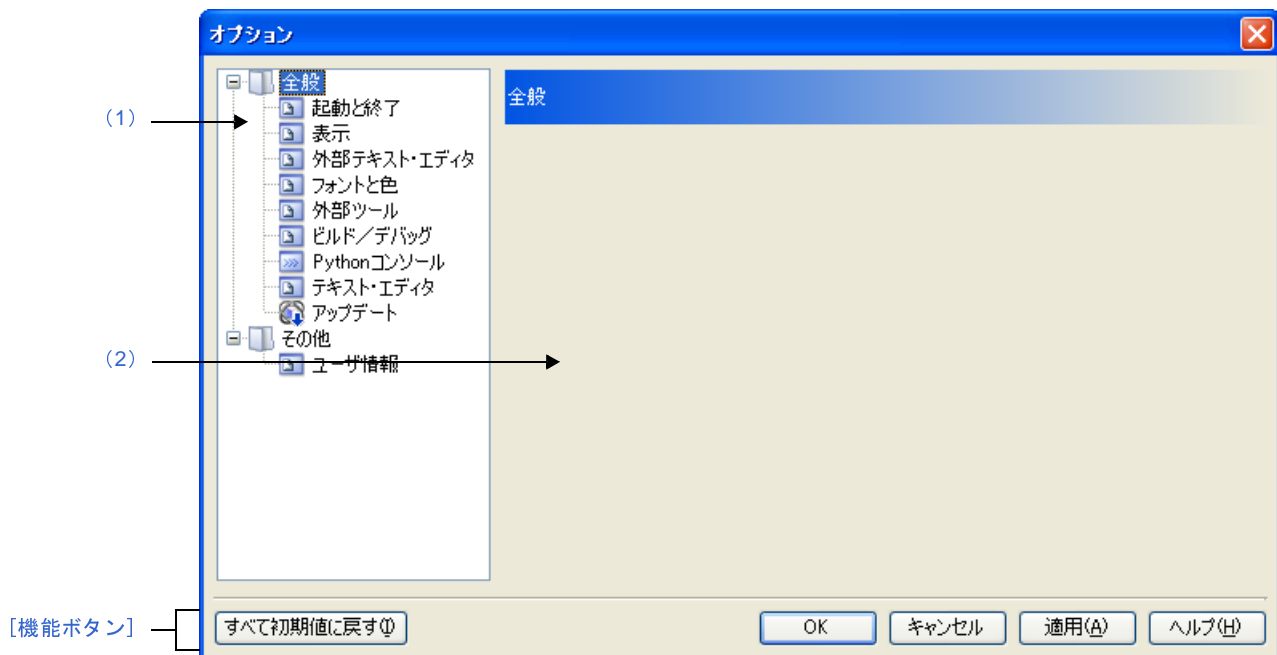 オプション
全般
起動と終了
表示
外部テキスト・エディタ
フォントと色
外部ツール
ビルド／デバッグ
Pythonコンソール
テキスト・エディタ
アップデート
その他
ユーザ情報
全般
(1)
(2)
[機能ボタン]
すべて初期値に戻す(I)
OK
キャンセル
適用(A)
ヘルプ(H)